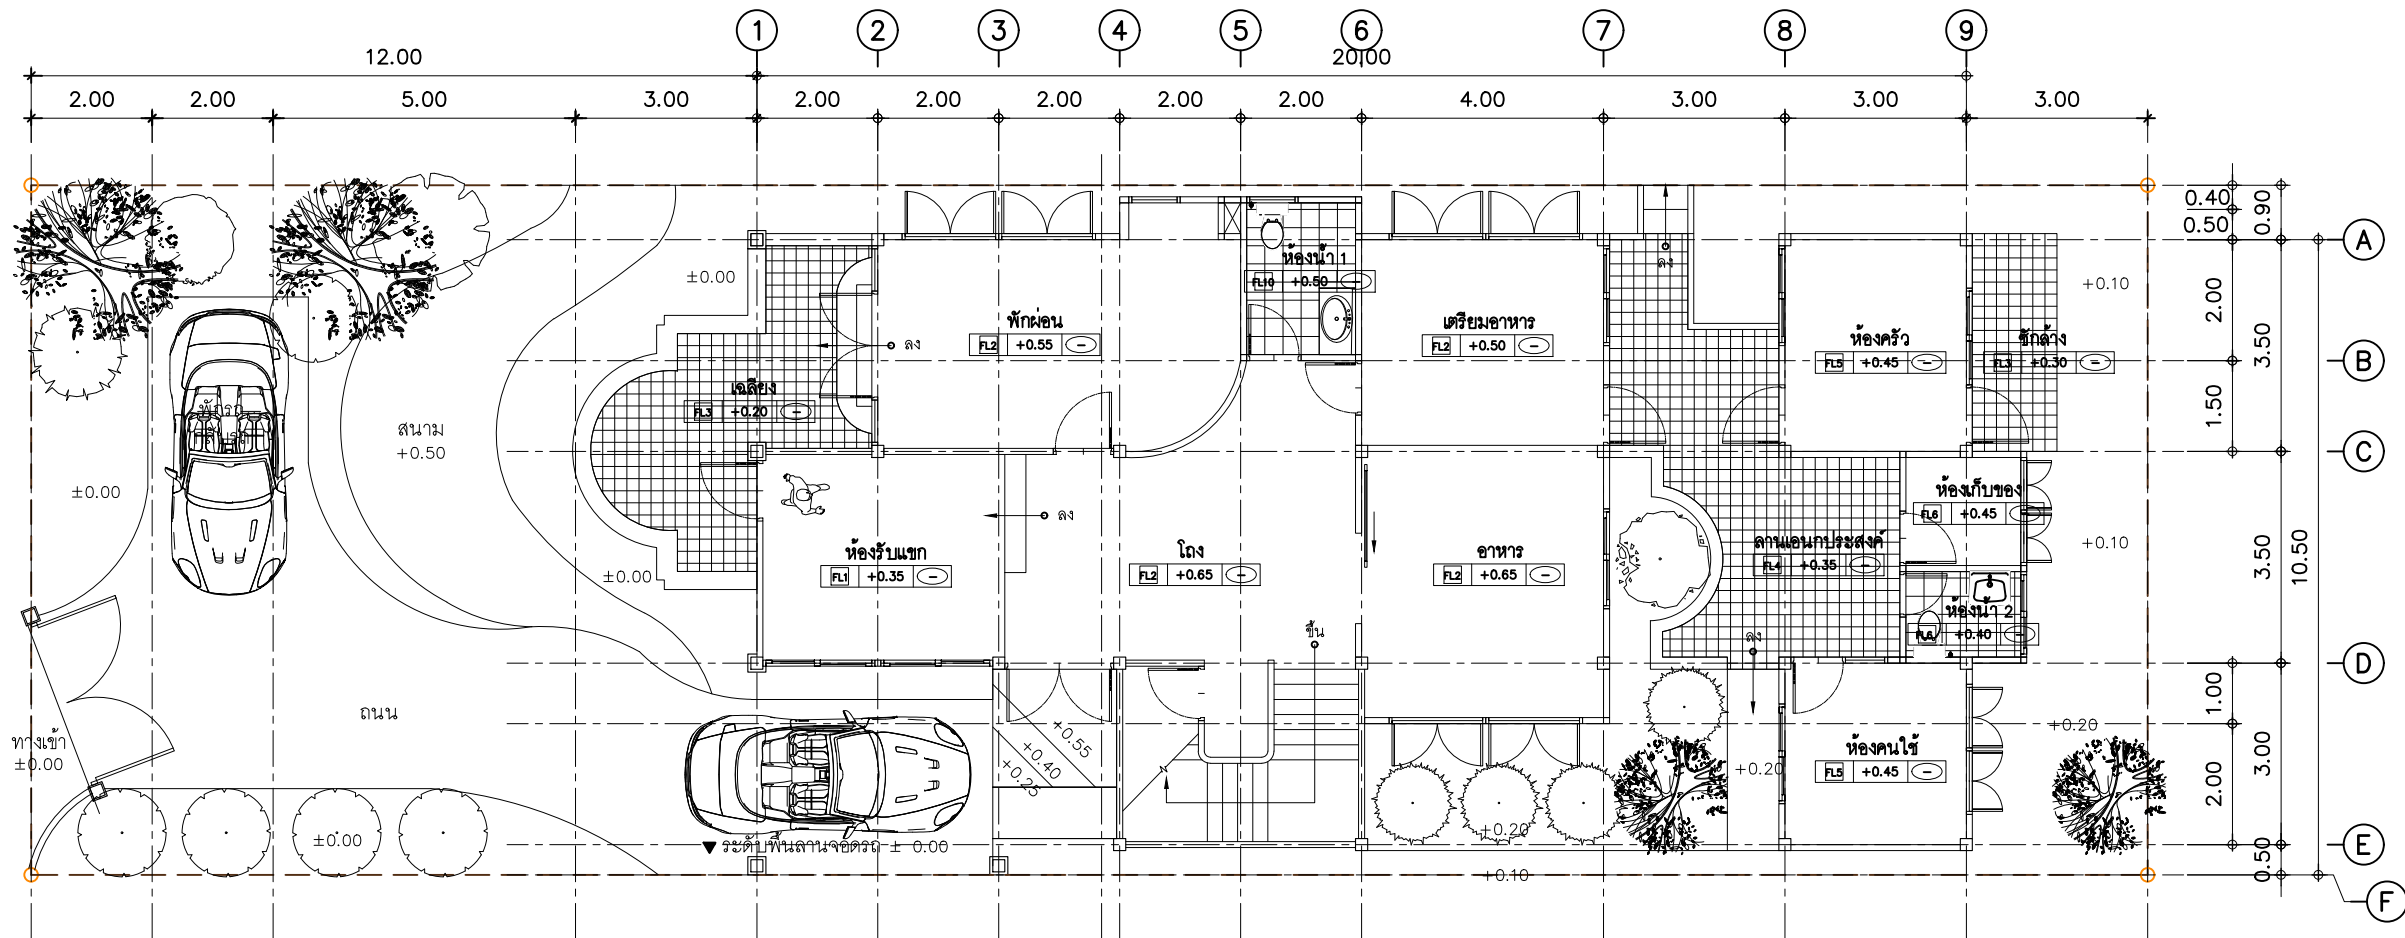 1 2 3 4 5 6 7 8 9
12.00 20.00
2.00 2.00 5.00 3.00 2.00 2.00 2.00 2.00 2.00 4.00 3.00 3.00 3.00
0.40
0.50
0.90
A
±0.00
ห้องน้ำ 1
FL10 +0.50 -
ลง
+0.10
2.00
3.50
พักผ่อน
FL2 +0.55 -
ลง
เตรียมอาหาร
FL2 +0.50 -
ห้องครัว
FL5 +0.45 -
ซักล้าง
FL3 +0.30 -
B
เฉลียง
FL3 +0.20 -
1.50
สนาม
+0.50
C
±0.00
ลง
ห้องเก็บของ
FL6 +0.45 -
ห้องรับแขก
FL1 +0.35 -
โถง
FL2 +0.65 -
อาหาร
FL2 +0.65 -
ลานเอนกประสงค์
FL4 +0.35 -
+0.10
±0.00
3.50
10.50
ห้องน้ำ 2
FL6 +0.40 -
ขึ้น
ลง
D
ถนน
1.00
ทางเข้า
±0.00
+0.55
+0.40
+0.25
+0.20
ห้องคนใช้
FL5 +0.45 -
+0.20
3.00
2.00
±0.00
+0.20
ระดับพื้นลานจอดรถ ± 0.00
E
0.50
+0.10
F